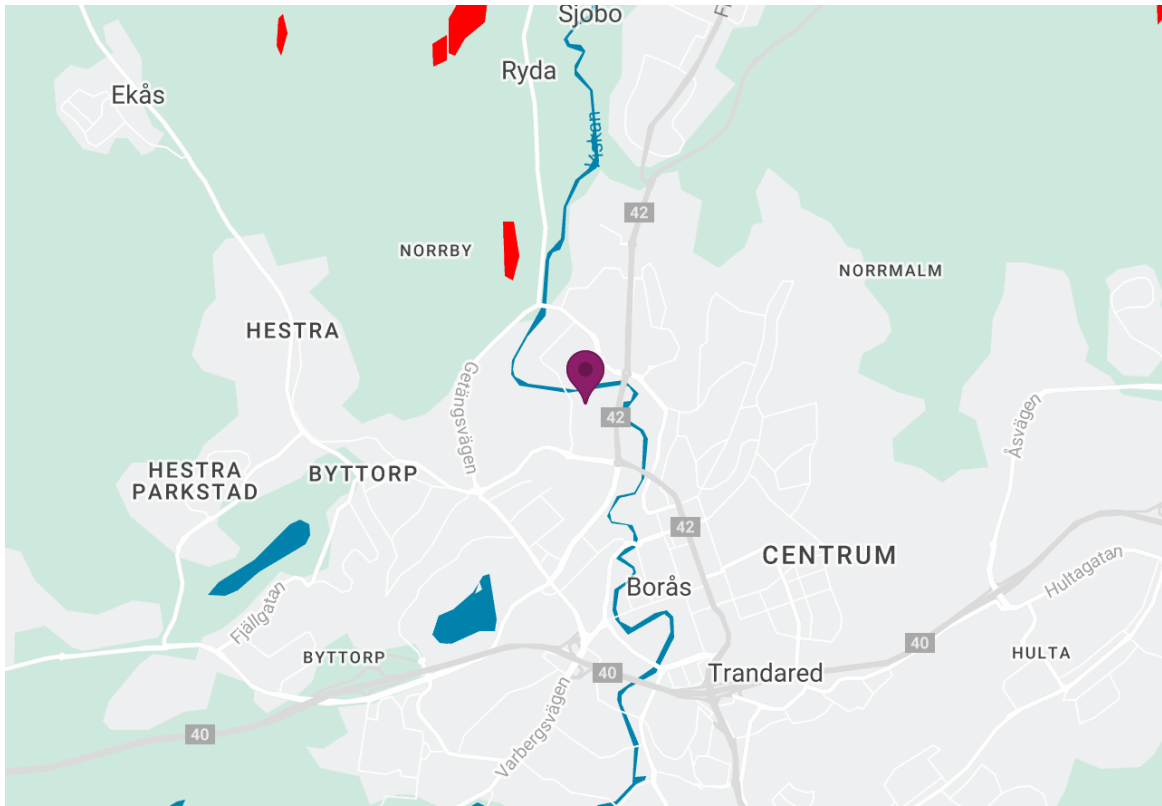 Sjöbo
Ryda
Ekås
Viskan
42
NORRBY
NORRMALM
HESTRA
Getängsvägen
42
Åsvägen
HESTRA
PARKSTAD
BYTTORP
42
CENTRUM
Hultagatan
Borås
Fjällgatan
BYTTORP
40
HULTA
40
Trandared
Varbergsvägen
40